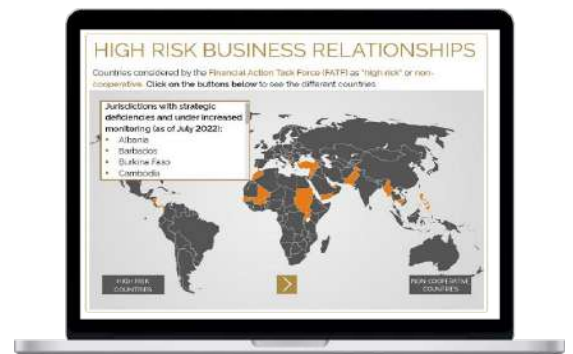 HIGH RISK BUSINESS RELATIONSHIPS
Countries considered by the Financial Action Task Force (FATF) as "high risk" or non-
cooperative. Click on the buttons below to see the different countries
Jurisdictions with strategic
deficiencies and under increased
monitoring (as of July 2022):
• Albania
• Barbados
• Burkina Faso
• Cambodia
HIGH RISK
COUNTRIES
NON-COOPERATIVE
COUNTRIES